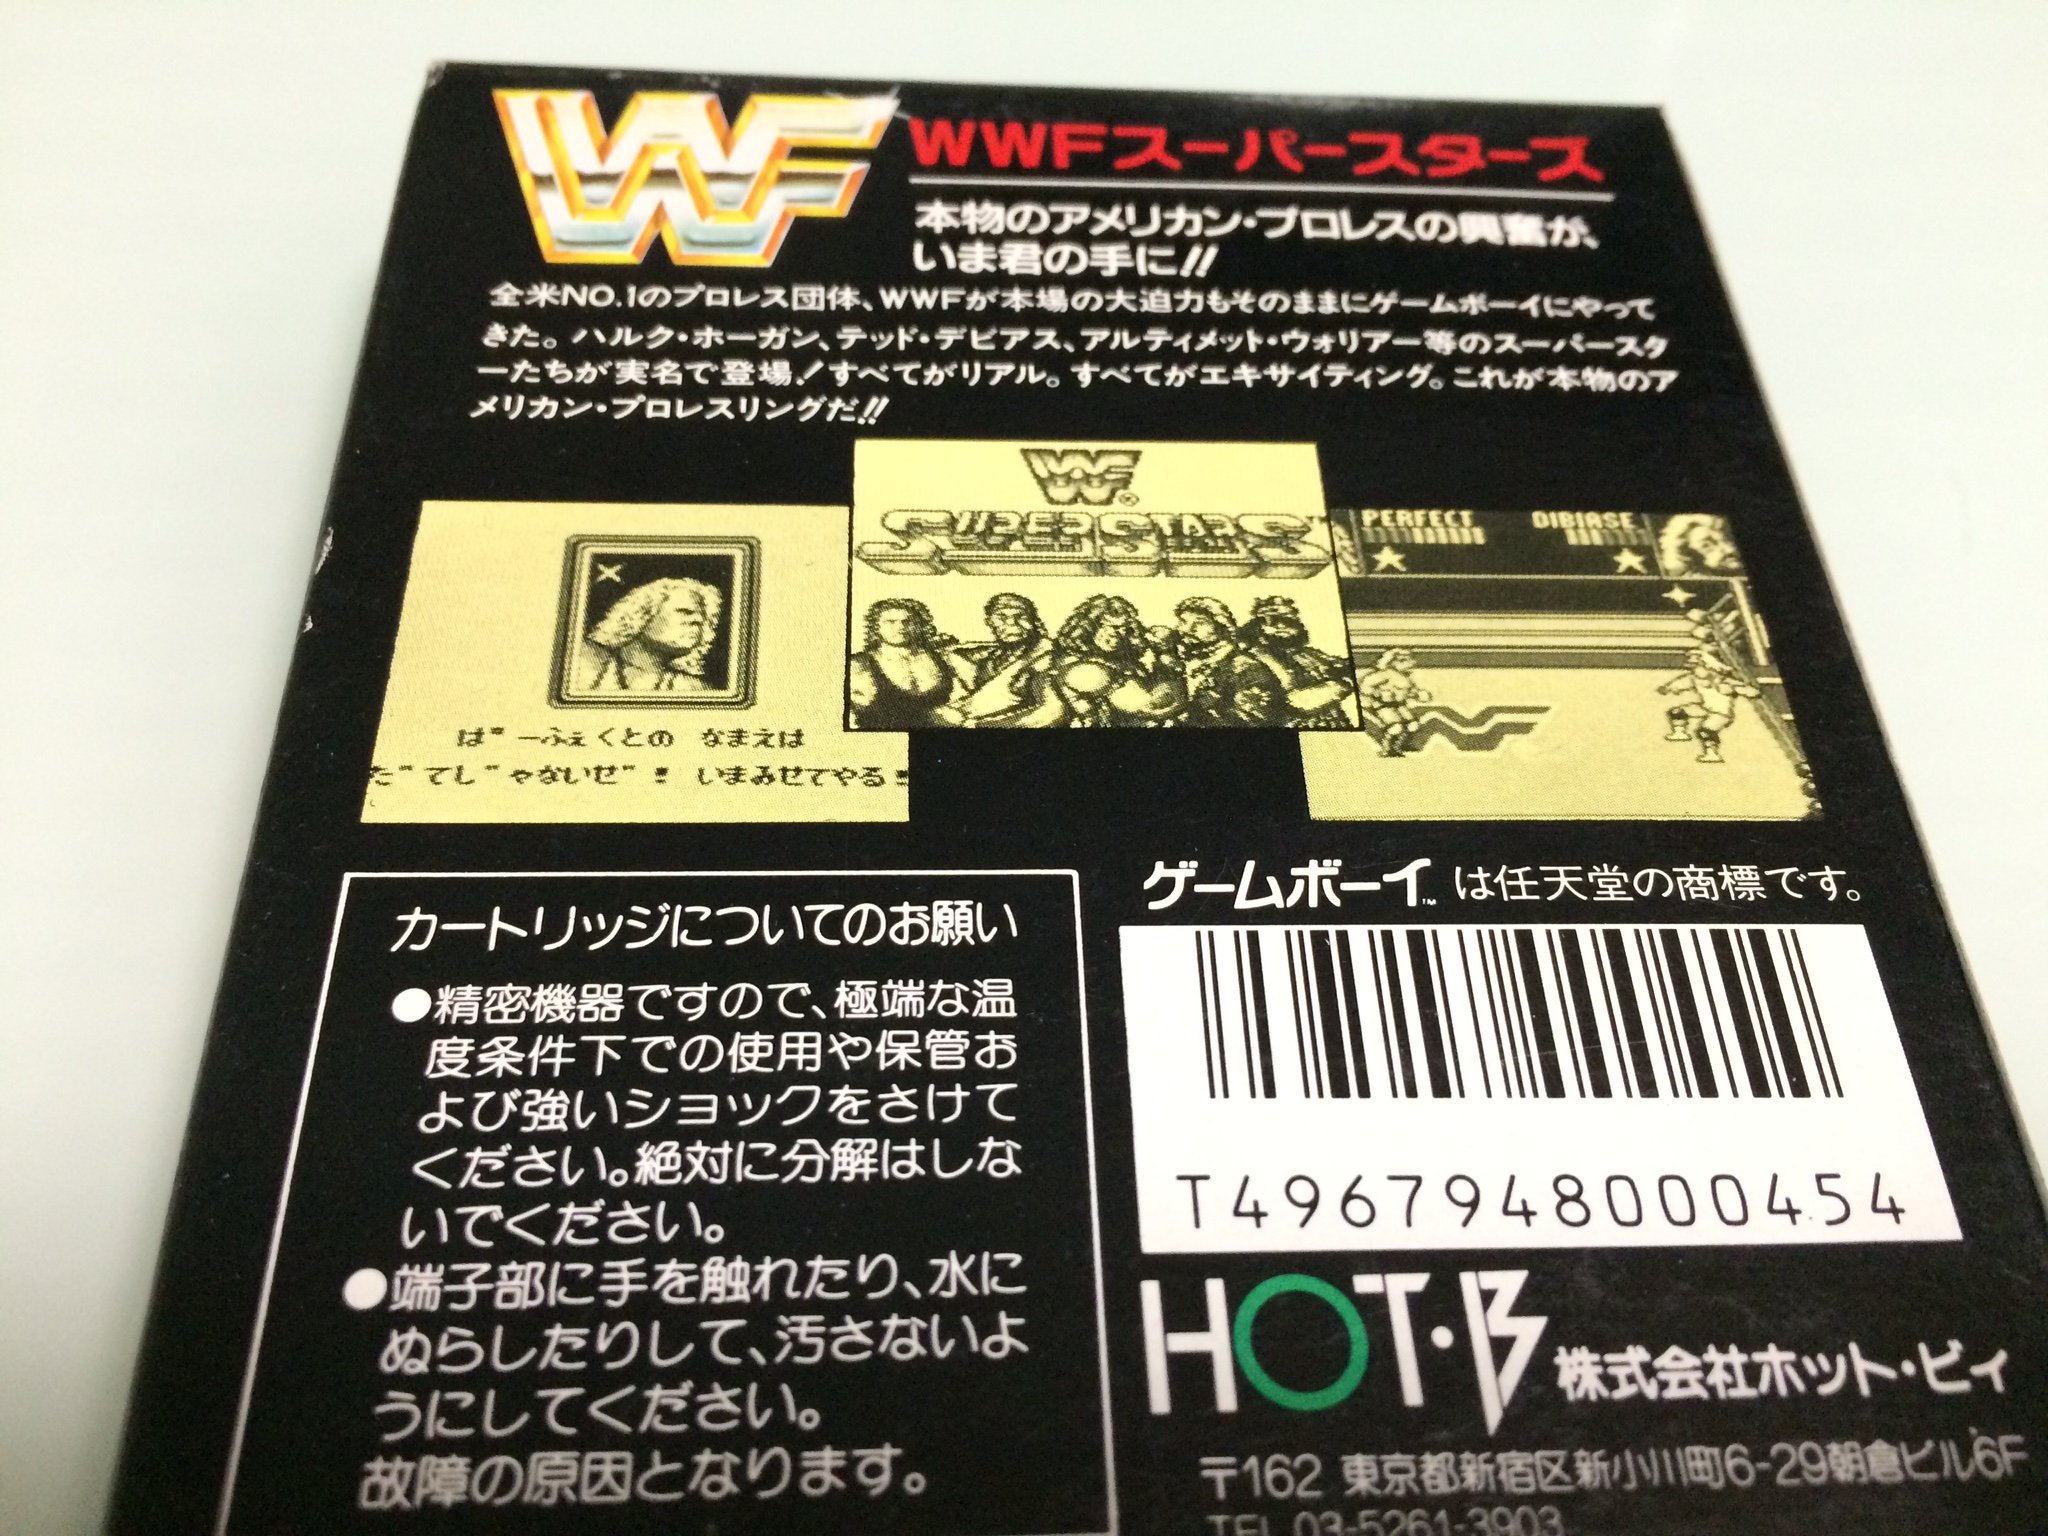 WF
WWFスーパースターズ
本物のアメリカン・プロレスの興奮が、
いま君の手に!!
全米NO.1のプロレス団体、WWFが本場の大迫力もそのままにゲームボーイにやって
きた。ハルク・ホーガン、テッド・デビアス、アルティメット・ウォリアー等のスーパースタ
ーたちが実名で登場!すべてがリアル。すべてがエキサイティング。これが本物のア
メリカン・プロレスリングだ!!
WF®
SUPERSTARS
PERFECT DIBIASE
ぱーふぇくとの なまえは
だてじゃないぜ! いまみせてやる!
カートリッジについてのお願い
●精密機器ですので、極端な温
度条件下での使用や保管お
よび強いショックをさけて
ください。絶対に分解はしな
いでください。
●端子部に手を触れたり、水に
ぬらしたりして、汚さないよ
うにしてください。
故障の原因となります。
ゲームボーイ™は任天堂の商標です。
T4967948000454
HOT・B 株式会社ホット・ビィ
〒162 東京都新宿区新小川町6-29朝倉ビル6F
TEL 03-5261-3903